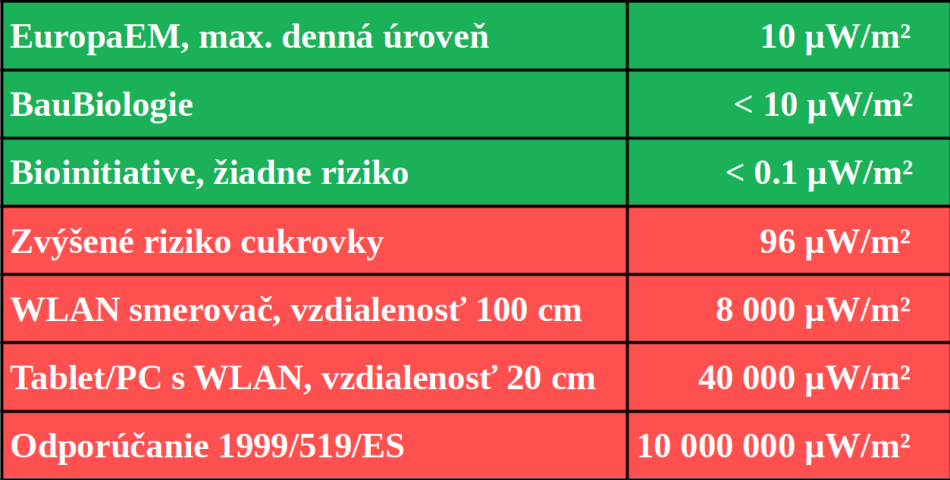 EuropaEM, max. denná úroveň 10 µW/m²
BauBiologie < 10 µW/m²
Bioinitiative, žiadne riziko < 0.1 µW/m²
Zvýšené riziko cukrovky 96 µW/m²
WLAN smerovač, vzdialenosť 100 cm 8 000 µW/m²
Tablet/PC s WLAN, vzdialenosť 20 cm 40 000 µW/m²
Odporúčanie 1999/519/ES 10 000 000 µW/m²